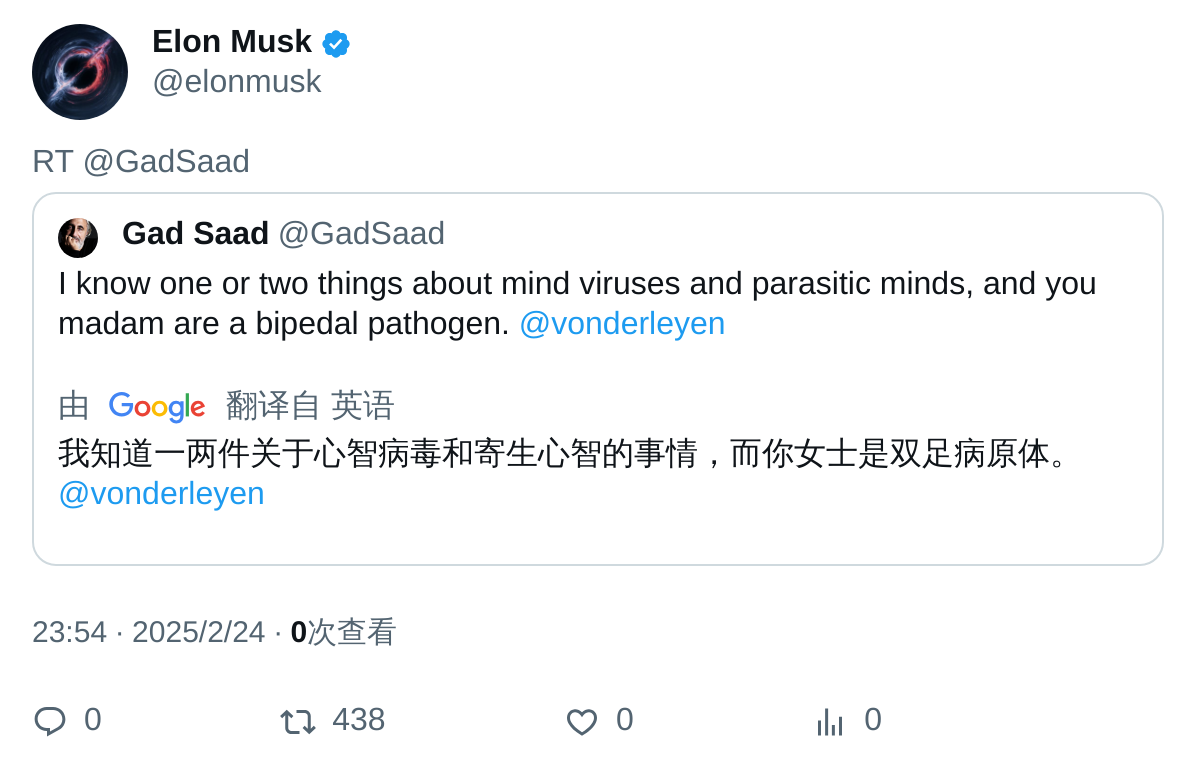 Elon Musk
@elonmusk
RT @GadSaad
Gad Saad @GadSaad
I know one or two things about mind viruses and parasitic minds, and you
madam are a bipedal pathogen. @vonderleyen
由 Google 翻译自 英语
我知道一两件关于心智病毒和寄生心智的事情，而你女士是双足病原体。
@vonderleyen
23:54 · 2025/2/24 · 0次查看
0 438 0 0